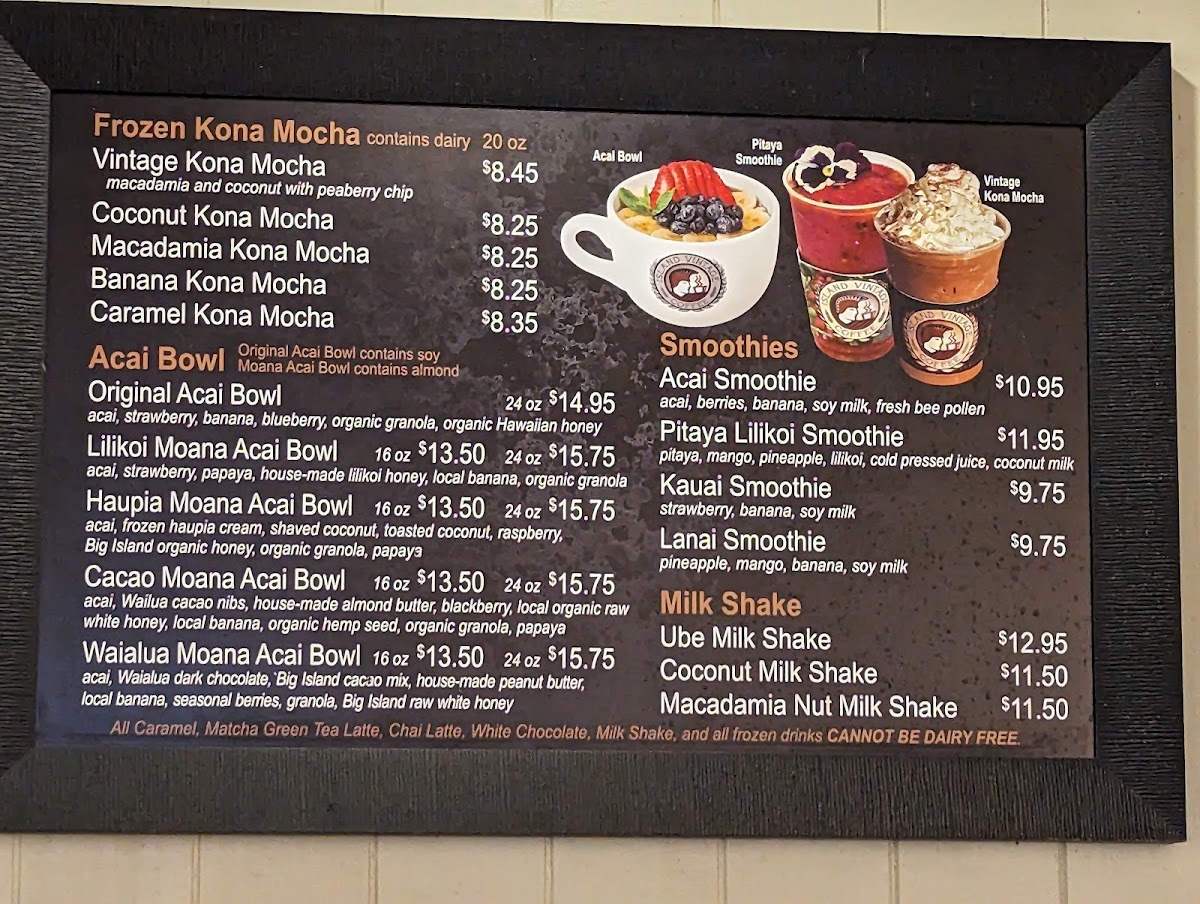 Frozen Kona Mocha contains dairy 20 oz
Vintage Kona Mocha $8.45
macadamia and coconut with peaberry chip
Coconut Kona Mocha $8.25
Macadamia Kona Mocha $8.25
Banana Kona Mocha $8.25
Caramel Kona Mocha $8.35
Acai Bowl Original Acai Bowl contains soy
Moana Acai Bowl contains almond
Original Acai Bowl 24 oz $14.95
acai, strawberry, banana, blueberry, organic granola, organic Hawaiian honey
Lilikoi Moana Acai Bowl 16 oz $13.50 24 oz $15.75
acai, strawberry, papaya, house-made lilikoi honey, local banana, organic granola
Haupia Moana Acai Bowl 16 oz $13.50 24 oz $15.75
acai, frozen haupia cream, shaved coconut, toasted coconut, raspberry,
Big Island organic honey, organic granola, papaya
Cacao Moana Acai Bowl 16 oz $13.50 24 oz $15.75
acai, Wailua cacao nibs, house-made almond butter, blackberry, local organic raw
white honey, local banana, organic hemp seed, organic granola, papaya
Waialua Moana Acai Bowl 16 oz $13.50 24 oz $15.75
acai, Waialua dark chocolate, Big Island cacao mix, house-made peanut butter,
local banana, seasonal berries, granola, Big Island raw white honey
Acai Bowl
Pitaya
Smoothie
Vintage
Kona Mocha
ISLAND VINTAGE
COFFEE
ISLAND VINTAGE
COFFEE
ISLAND VINTAGE
COFFEE
Smoothies
Acai Smoothie $10.95
acai, berries, banana, soy milk, fresh bee pollen
Pitaya Lilikoi Smoothie $11.95
pitaya, mango, pineapple, lilikoi, cold pressed juice, coconut milk
Kauai Smoothie $9.75
strawberry, banana, soy milk
Lanai Smoothie $9.75
pineapple, mango, banana, soy milk
Milk Shake
Ube Milk Shake $12.95
Coconut Milk Shake $11.50
Macadamia Nut Milk Shake $11.50
All Caramel, Matcha Green Tea Latte, Chai Latte, White Chocolate, Milk Shake, and all frozen drinks CANNOT BE DAIRY FREE.